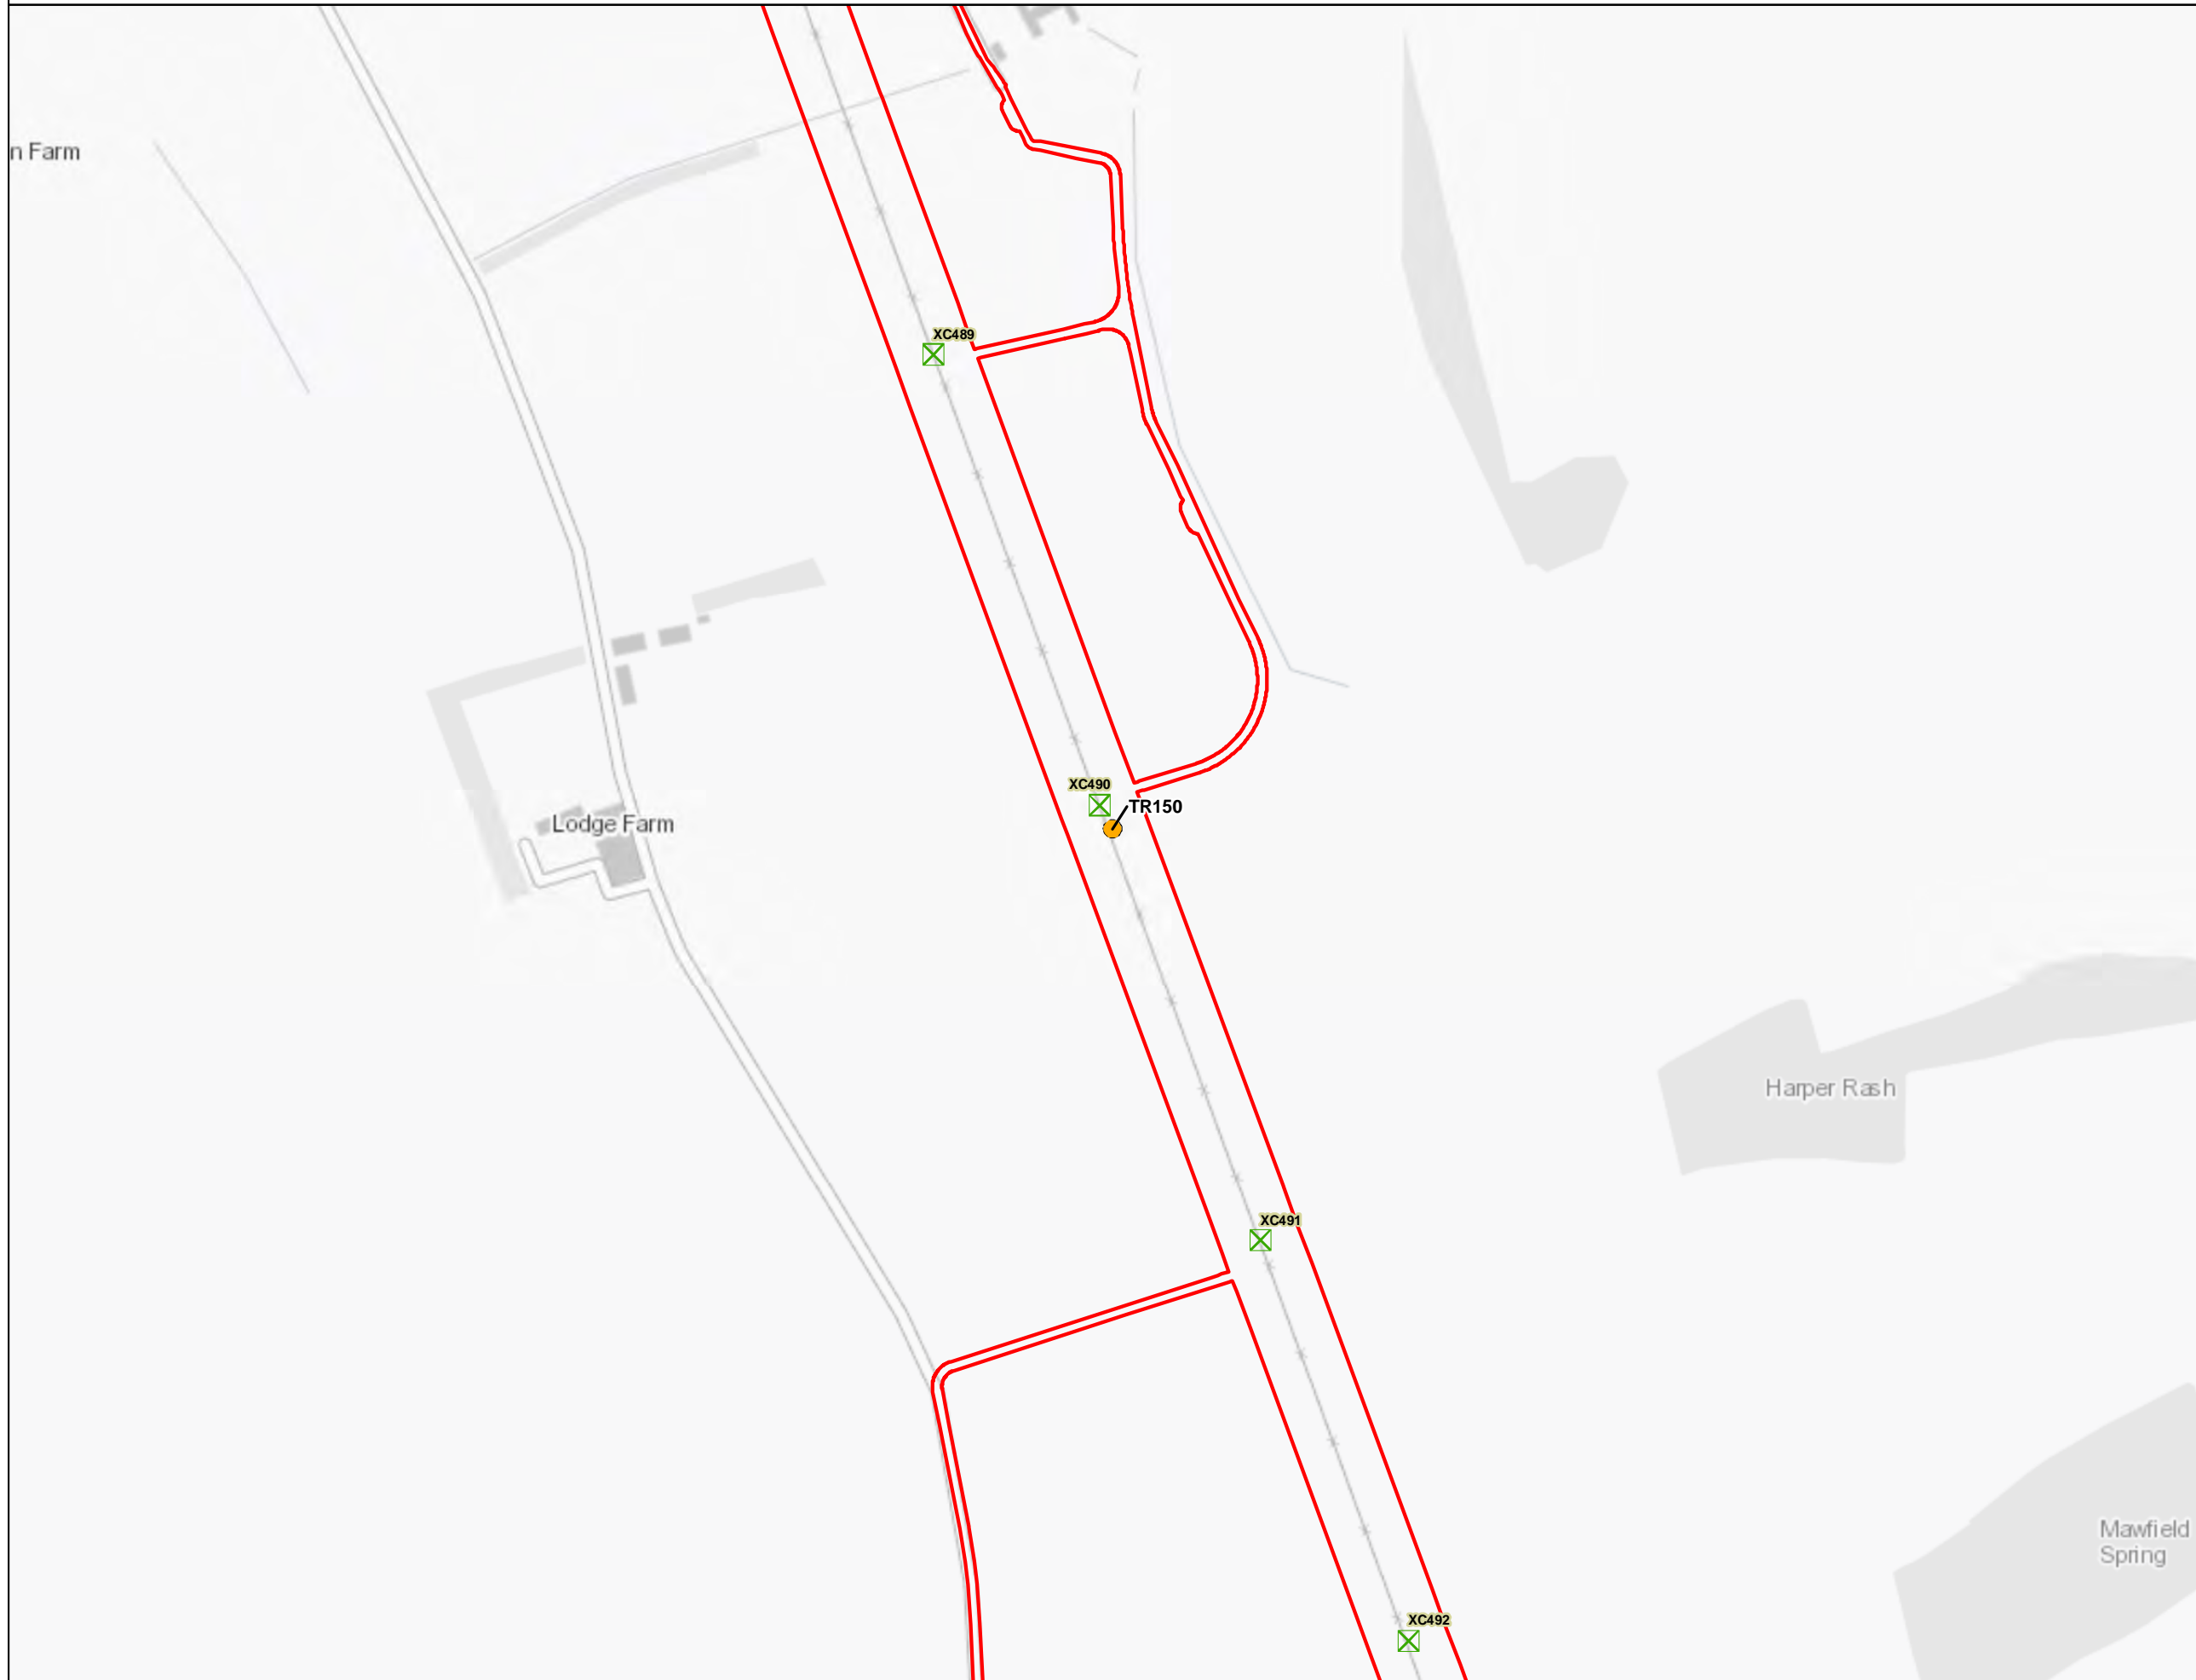 n Farm
XC489
XC490
TR150
Lodge Farm
Harper Rash
XC491
Mawfield
Spring
XC492